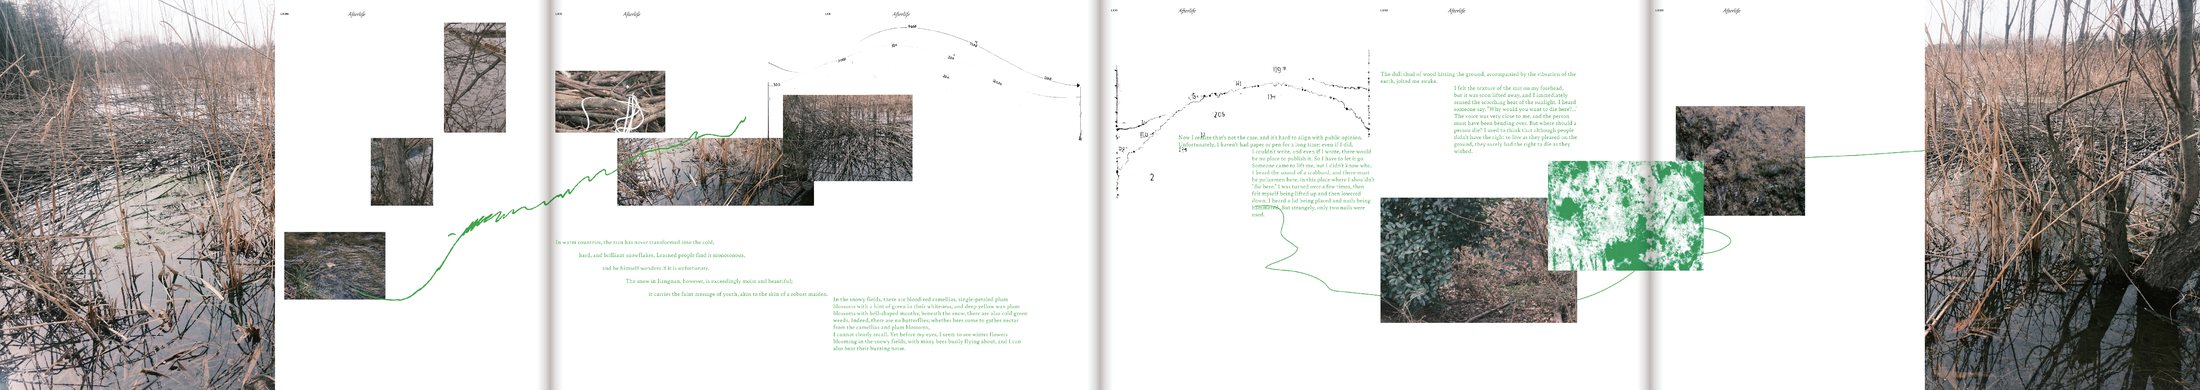 Afterlife
Afterlife
Afterlife
Afterlife
Afterlife
Afterlife
In warm countries, the rain has never transformed into the cold,
hard, and brilliant snowflakes. Learned people find it monotonous,
and he himself wonders if it is unfortunate.
The snow in Jiangnan, however, is exceedingly moist and beautiful;
it carries the faint message of youth, akin to the skin of a robust maiden.
In the snowy fields, there are blood-red camellias, single-petaled plum
blossoms with a hint of green in their whiteness, and deep yellow wax plum
blossoms with bell-shaped mouths; beneath the snow, there are also cold green
weeds. Indeed, there are no butterflies; whether bees come to gather nectar
from the camellias and plum blossoms,
I cannot clearly recall. Yet before my eyes, I seem to see winter flowers
blooming in the snowy fields, with many bees busily flying about, and I can
also hear their buzzing noise.
109
H1
134
205
2
Now I realize that's not the case, and it's hard to align with public opinion.
Unfortunately, I haven't had paper or pen for a long time; even if I did,
I couldn't write, and even if I wrote, there would
be no place to publish it. So I have to let it go.
Someone came to lift me, but I didn't know who.
I heard the sound of a scabbard, and there must
be policemen here, in this place where I shouldn't
"die here." I was turned over a few times, then
felt myself being lifted up and then lowered
down; I heard a lid being placed and nails being
hammered. But strangely, only two nails were
used.
The dull thud of wood hitting the ground, accompanied by the vibration of the
earth, jolted me awake.
I felt the texture of the mat on my forehead,
but it was soon lifted away, and I immediately
sensed the scorching heat of the sunlight. I heard
someone say, "Why would you want to die here?..."
The voice was very close to me, and the person
must have been bending over. But where should a
person die? I used to think that although people
didn't have the right to live as they pleased on the
ground, they surely had the right to die as they
wished.